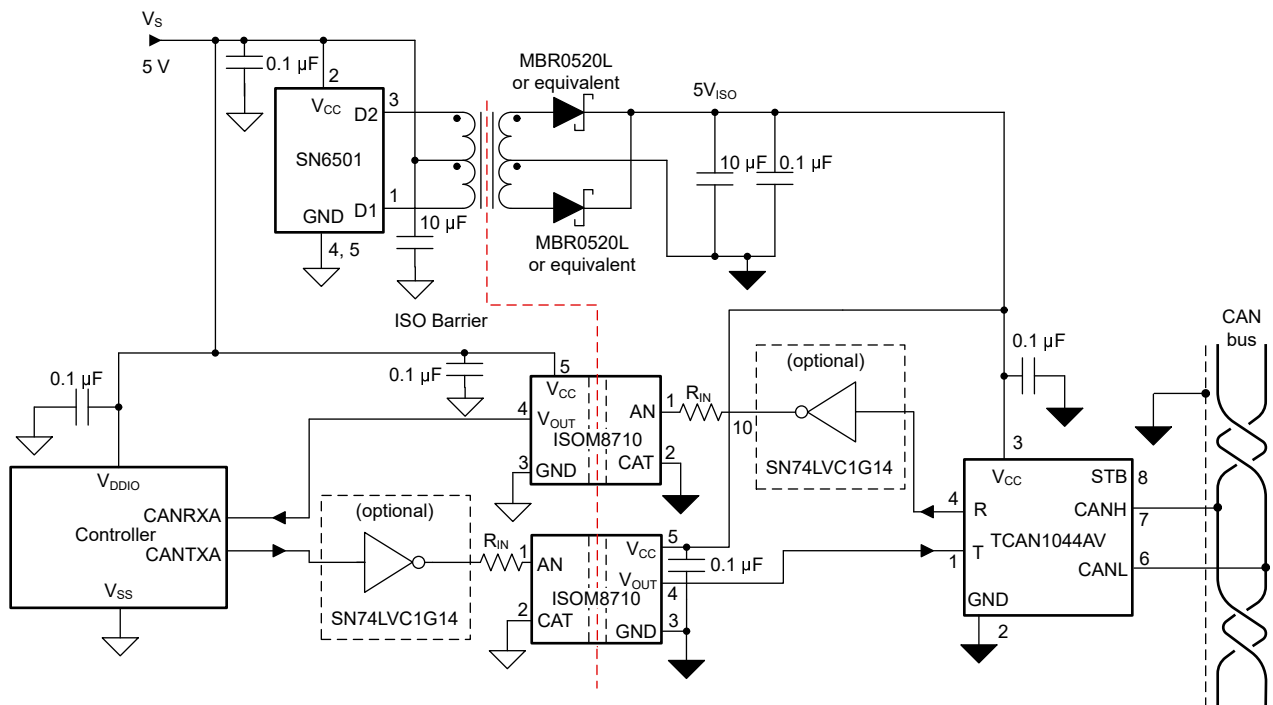 V_S
5 V
0.1 µF
2
V_CC
3
D2
SN6501
1
D1
GND
4, 5
10 µF
MBR0520L
or equivalent
MBR0520L
or equivalent
5V_ISO
10 µF
0.1 µF
ISO Barrier
CAN
bus
0.1 µF
0.1 µF
5
V_CC
4
V_OUT
ISOM8710
3
GND
AN
1
CAT
2
R_IN
10
(optional)
SN74LVC1G14
0.1 µF
3
V_CC
STB
8
4
R
CANH
7
TCAN1044AV
T
1
CANL
6
GND
2
V_DDIO
CANRXA
Controller
CANTXA
V_SS
(optional)
SN74LVC1G14
R_IN
1
AN
ISOM8710
2
CAT
5
V_CC
0.1 µF
V_OUT
4
GND
3